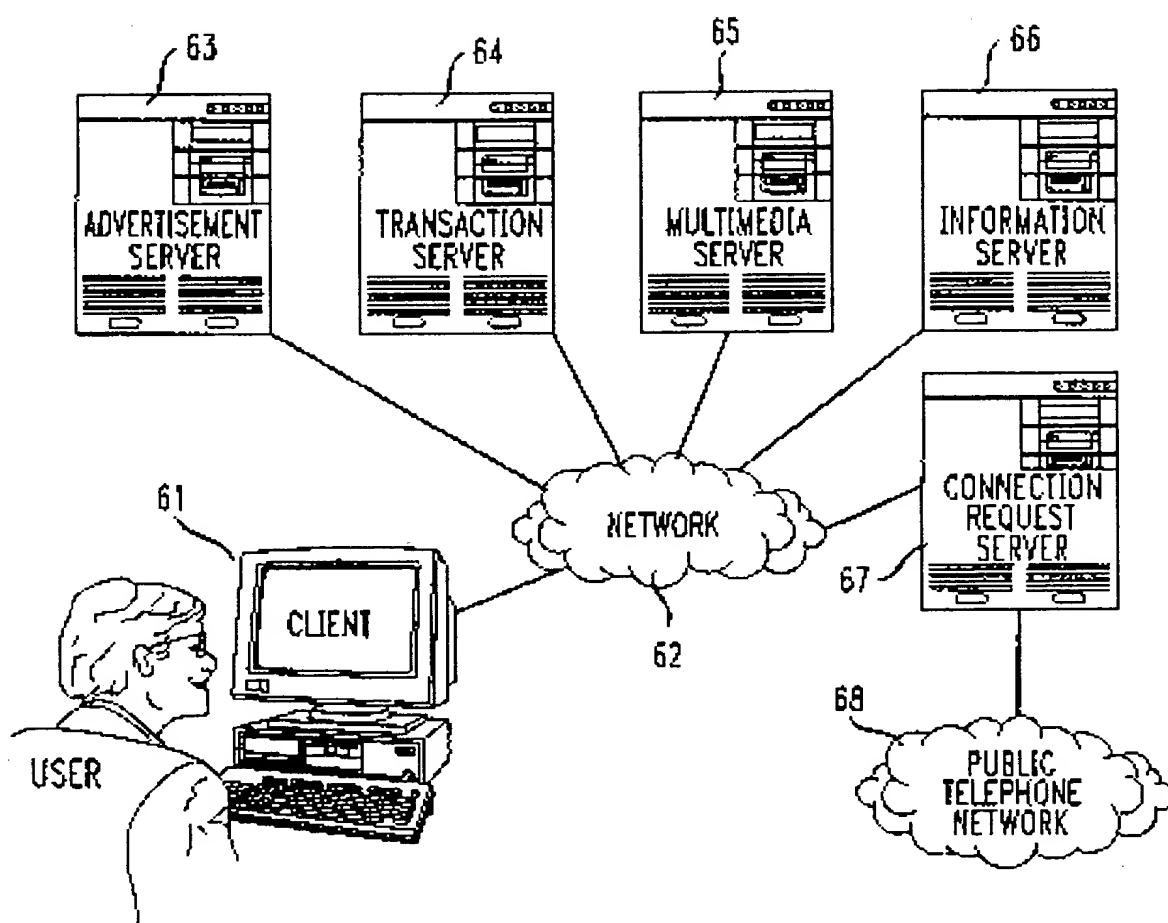 63
64
65
66
ADVERTISEMENT
SERVER
TRANSACTION
SERVER
MULTIMEDIA
SERVER
INFORMATION
SERVER
61
NETWORK
62
CONNECTION
REQUEST
SERVER
67
CLIENT
USER
68
PUBLIC
TELEPHONE
NETWORK